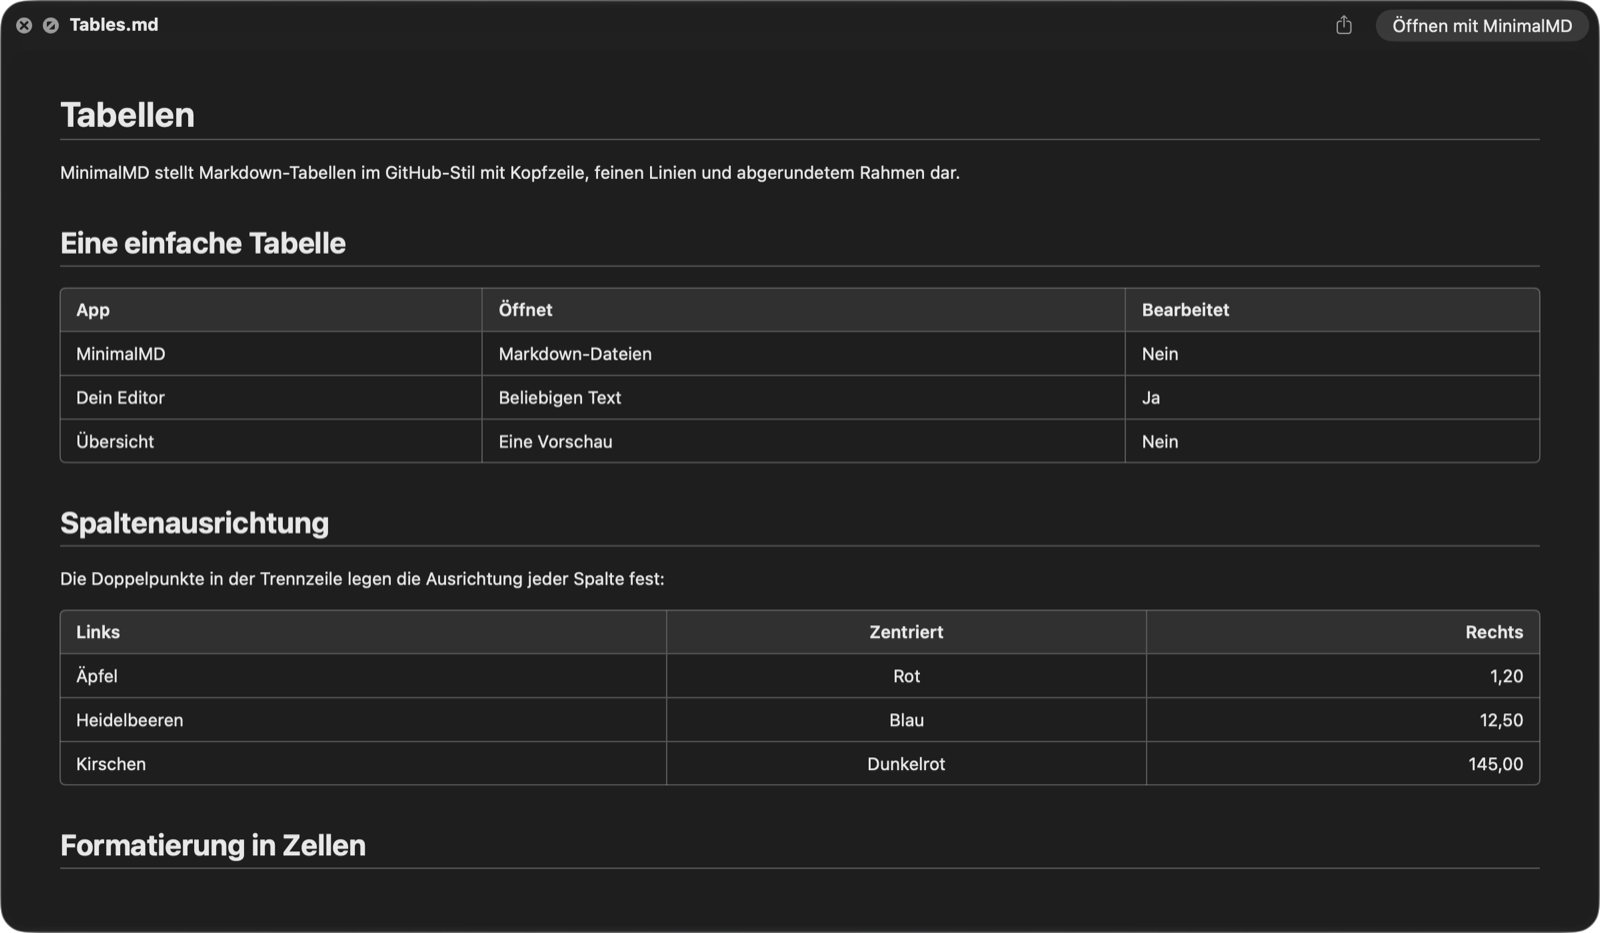 Tables.md
Öffnen mit MinimalMD
Tabellen
MinimalMD stellt Markdown-Tabellen im GitHub-Stil mit Kopfzeile, feinen Linien und abgerundetem Rahmen dar.
Eine einfache Tabelle
App Öffnet Bearbeitet
MinimalMD Markdown-Dateien Nein
Dein Editor Beliebigen Text Ja
Übersicht Eine Vorschau Nein
Spaltenausrichtung
Die Doppelpunkte in der Trennzeile legen die Ausrichtung jeder Spalte fest:
Links Zentriert Rechts
Äpfel Rot 1,20
Heidelbeeren Blau 12,50
Kirschen Dunkelrot 145,00
Formatierung in Zellen